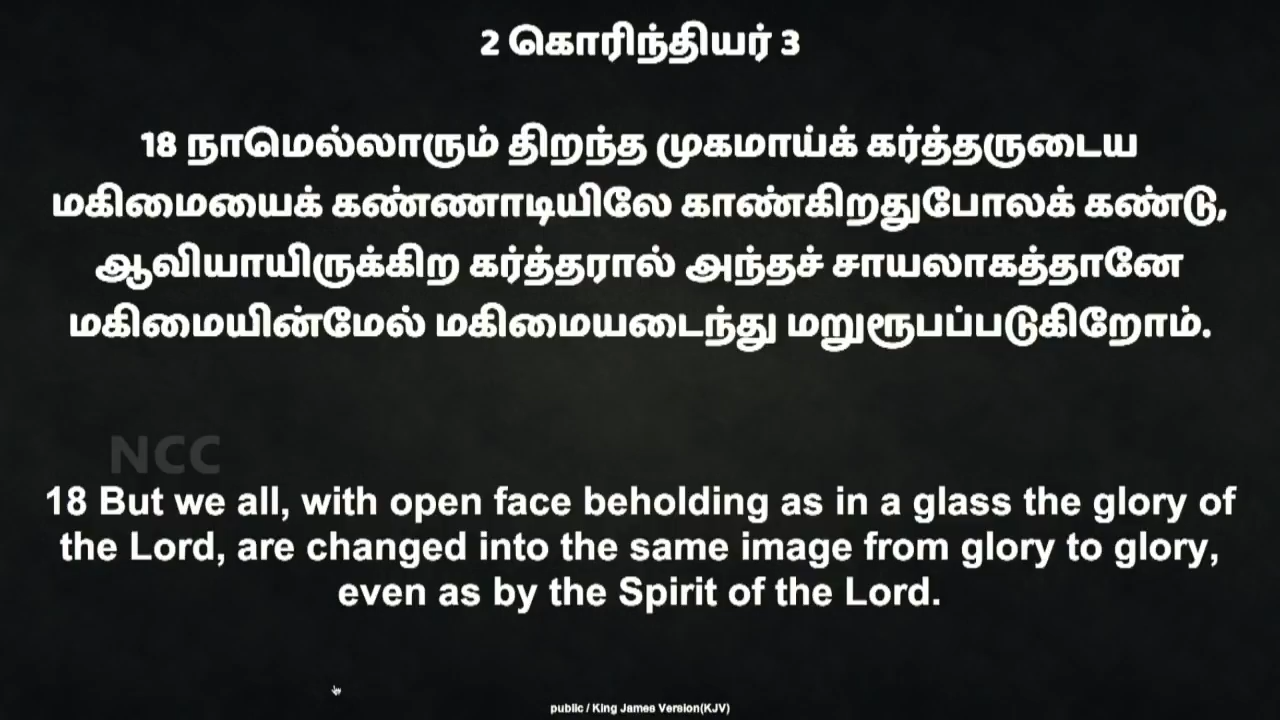 2 கொரிந்தியர் 3
18 நாமெல்லாரும் திறந்த முகமாய்க் கர்த்தருடைய
மகிமையைக் கண்ணாடியிலே காண்கிறதுபோலக் கண்டு,
ஆவியாயிருக்கிற கர்த்தரால் அந்தச் சாயலாகத்தானே
மகிமையின்மேல் மகிமையடைந்து மறுரூபப்படுகிறோம்.
NCC
18 But we all, with open face beholding as in a glass the glory of
the Lord, are changed into the same image from glory to glory,
even as by the Spirit of the Lord.
public / King James Version(KJV)